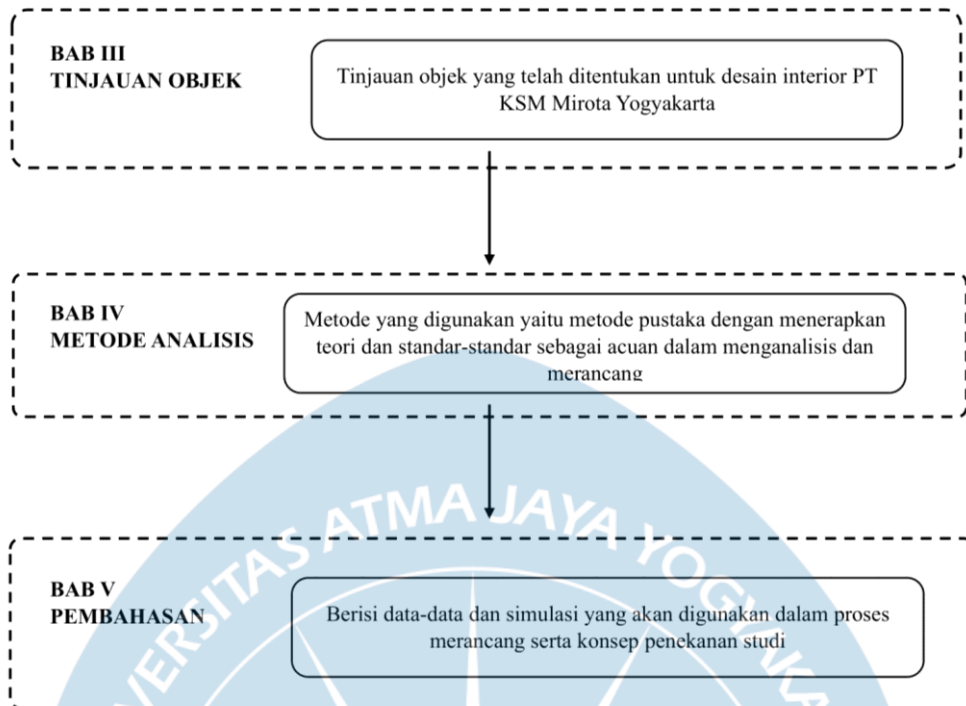 BAB III
TINJAUAN OBJEK
Tinjauan objek yang telah ditentukan untuk desain interior PT
KSM Mirota Yogyakarta
BAB IV
METODE ANALISIS
Metode yang digunakan yaitu metode pustaka dengan menerapkan
teori dan standar-standar sebagai acuan dalam menganalisis dan
merancang
BAB V
PEMBAHASAN
Berisi data-data dan simulasi yang akan digunakan dalam proses
merancang serta konsep penekanan studi
ATMA JAYA